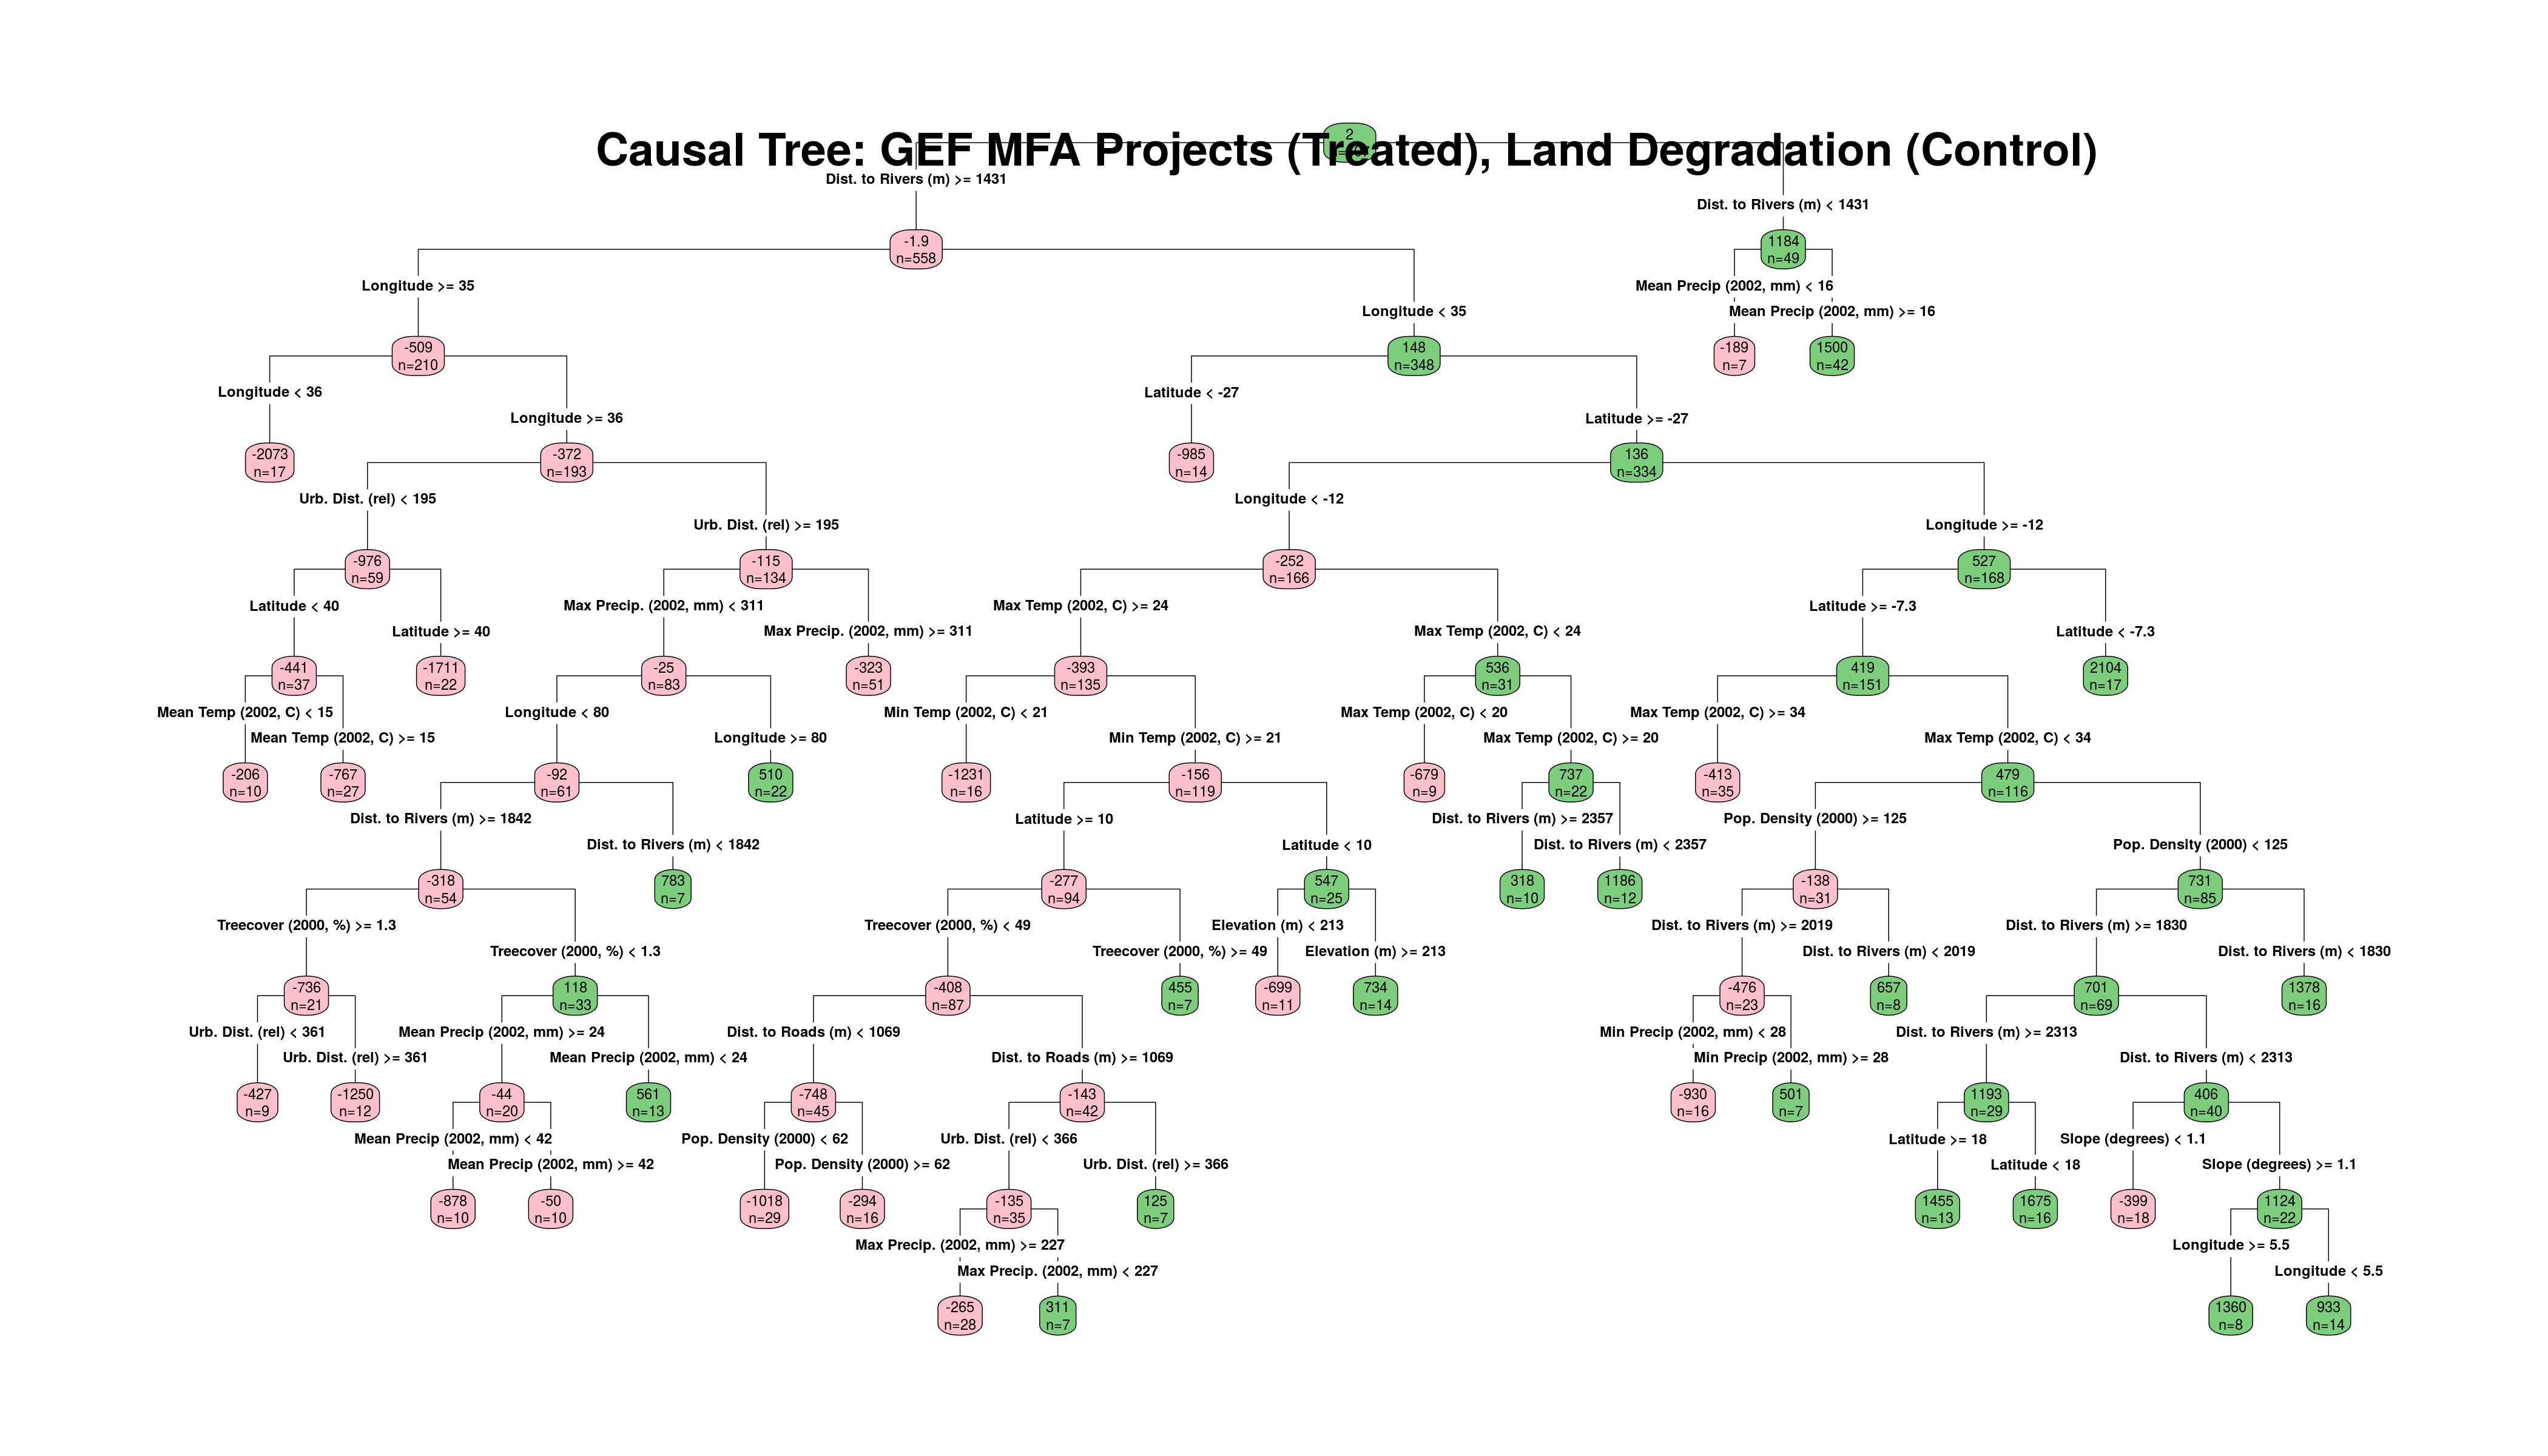 2
Causal Tree: GEF MFA Projects (Treated), Land Degradation (Control)
Dist. to Rivers (m) >= 1431
Dist. to Rivers (m) < 1431
-1.9
n=558
1184
n=49
Longitude >= 35
Mean Precip (2002, mm) < 16
Longitude < 35
Mean Precip (2002, mm) >= 16
-509
n=210
148
n=348
-189
n=7
1500
n=42
Longitude < 36
Latitude < -27
Longitude >= 36
Latitude >= -27
-2073
n=17
-372
n=193
-985
n=14
136
n=334
Urb. Dist. (rel) < 195
Longitude < -12
Urb. Dist. (rel) >= 195
Longitude >= -12
-976
n=59
-115
n=134
-252
n=166
527
n=168
Latitude < 40
Max Precip. (2002, mm) < 311
Max Temp (2002, C) >= 24
Latitude >= -7.3
Latitude >= 40
Max Precip. (2002, mm) >= 311
Max Temp (2002, C) < 24
Latitude < -7.3
-441
n=37
-1711
n=22
-25
n=83
-323
n=51
-393
n=135
536
n=31
419
n=151
2104
n=17
Mean Temp (2002, C) < 15
Longitude < 80
Min Temp (2002, C) < 21
Max Temp (2002, C) < 20
Max Temp (2002, C) >= 34
Mean Temp (2002, C) >= 15
Longitude >= 80
Min Temp (2002, C) >= 21
Max Temp (2002, C) >= 20
Max Temp (2002, C) < 34
-206
n=10
-767
n=27
-92
n=61
510
n=22
-1231
n=16
-156
n=119
-679
n=9
737
n=22
-413
n=35
479
n=116
Dist. to Rivers (m) >= 1842
Latitude >= 10
Dist. to Rivers (m) >= 2357
Pop. Density (2000) >= 125
Dist. to Rivers (m) < 1842
Latitude < 10
Dist. to Rivers (m) < 2357
Pop. Density (2000) < 125
-318
n=54
783
n=7
-277
n=94
547
n=25
318
n=10
1186
n=12
-138
n=31
731
n=85
Treecover (2000, %) >= 1.3
Treecover (2000, %) < 49
Elevation (m) < 213
Dist. to Rivers (m) >= 2019
Dist. to Rivers (m) >= 1830
Treecover (2000, %) < 1.3
Treecover (2000, %) >= 49
Elevation (m) >= 213
Dist. to Rivers (m) < 2019
Dist. to Rivers (m) < 1830
-736
n=21
118
n=33
-408
n=87
455
n=7
-699
n=11
734
n=14
-476
n=23
657
n=8
701
n=69
1378
n=16
Urb. Dist. (rel) < 361
Mean Precip (2002, mm) >= 24
Dist. to Roads (m) < 1069
Min Precip (2002, mm) < 28
Dist. to Rivers (m) >= 2313
Urb. Dist. (rel) >= 361
Mean Precip (2002, mm) < 24
Dist. to Roads (m) >= 1069
Min Precip (2002, mm) >= 28
Dist. to Rivers (m) < 2313
-427
n=9
-1250
n=12
-44
n=20
561
n=13
-748
n=45
-143
n=42
-930
n=16
501
n=7
1193
n=29
406
n=40
Mean Precip (2002, mm) < 42
Pop. Density (2000) < 62
Urb. Dist. (rel) < 366
Latitude >= 18
Slope (degrees) < 1.1
Mean Precip (2002, mm) >= 42
Pop. Density (2000) >= 62
Urb. Dist. (rel) >= 366
Latitude < 18
Slope (degrees) >= 1.1
-878
n=10
-50
n=10
-1018
n=29
-294
n=16
-135
n=35
125
n=7
1455
n=13
1675
n=16
-399
n=18
1124
n=22
Max Precip. (2002, mm) >= 227
Longitude >= 5.5
Max Precip. (2002, mm) < 227
Longitude < 5.5
-265
n=28
311
n=7
1360
n=8
933
n=14